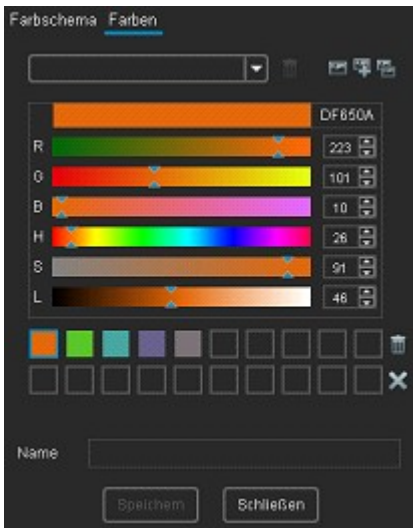 Farbschema Farben
DF650A
R 223
G 101
B 10
H 26
S 91
L 46
Name
Speichern Schließen